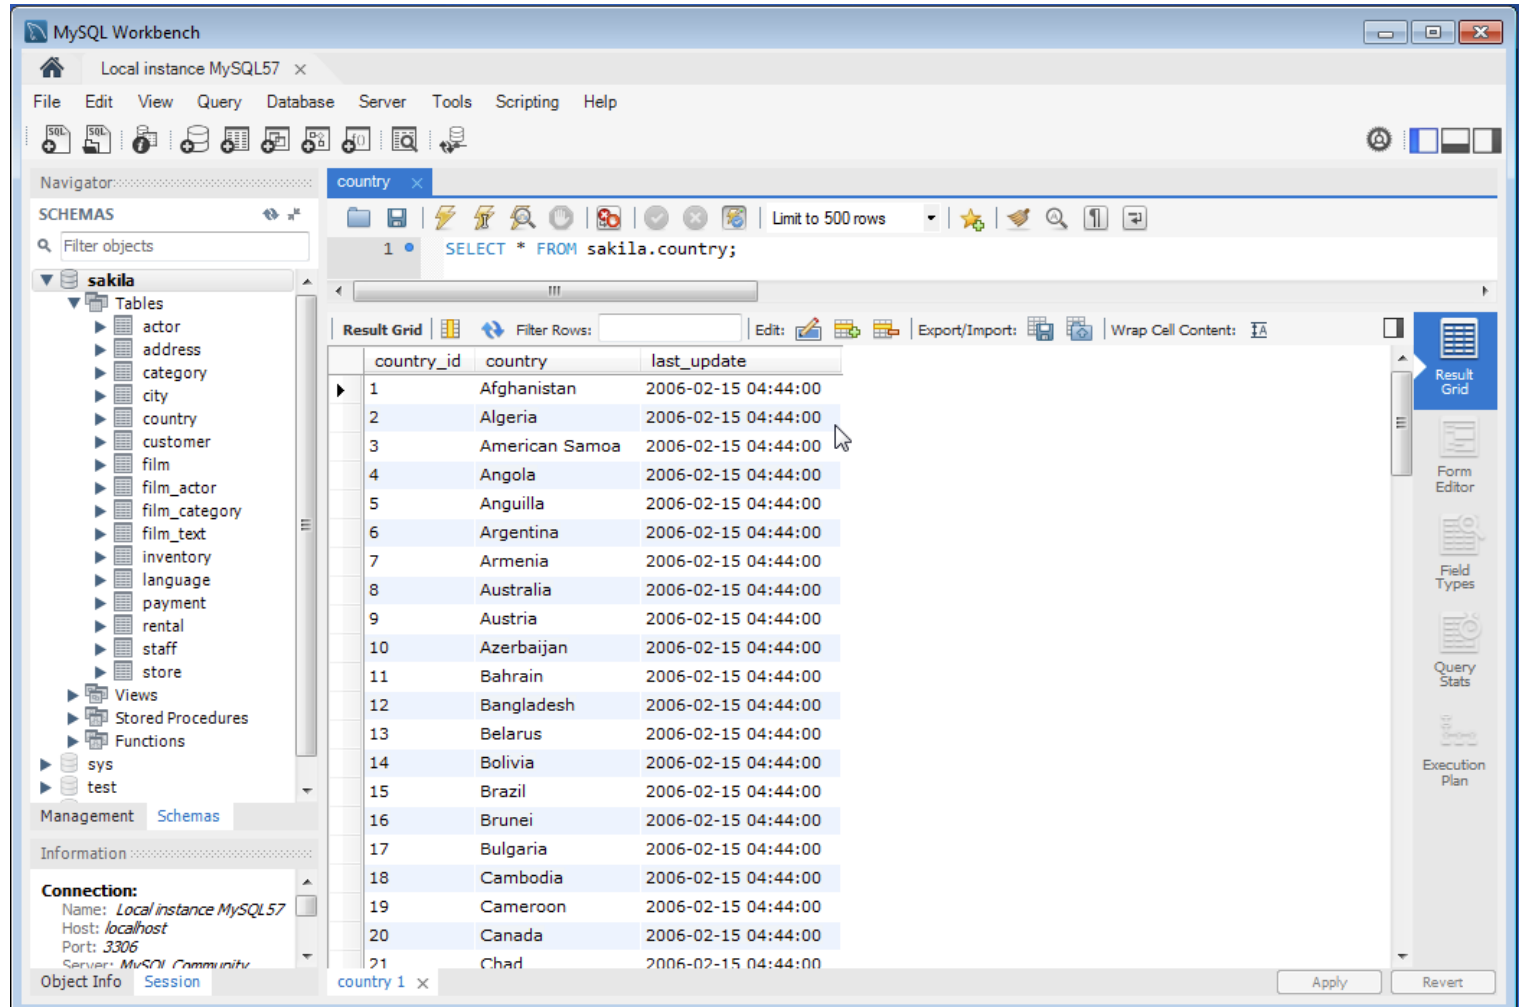 MySQL Workbench
Local instance MySQL57
File Edit View Query Database Server Tools Scripting Help
Navigator
SCHEMAS
Filter objects
sakila
Tables
actor
address
category
city
country
customer
film
film_actor
film_category
film_text
inventory
language
payment
rental
staff
store
Views
Stored Procedures
Functions
sys
test
Management Schemas
Information
Connection:
Name: Local instance MySQL57
Host: localhost
Port: 3306
Server: MySQL Community
Object Info Session
country
Limit to 500 rows
1 SELECT * FROM sakila.country;
Result Grid Filter Rows: Edit: Export/Import: Wrap Cell Content:
country_id country last_update
1 Afghanistan 2006-02-15 04:44:00
2 Algeria 2006-02-15 04:44:00
3 American Samoa 2006-02-15 04:44:00
4 Angola 2006-02-15 04:44:00
5 Anguilla 2006-02-15 04:44:00
6 Argentina 2006-02-15 04:44:00
7 Armenia 2006-02-15 04:44:00
8 Australia 2006-02-15 04:44:00
9 Austria 2006-02-15 04:44:00
10 Azerbaijan 2006-02-15 04:44:00
11 Bahrain 2006-02-15 04:44:00
12 Bangladesh 2006-02-15 04:44:00
13 Belarus 2006-02-15 04:44:00
14 Bolivia 2006-02-15 04:44:00
15 Brazil 2006-02-15 04:44:00
16 Brunei 2006-02-15 04:44:00
17 Bulgaria 2006-02-15 04:44:00
18 Cambodia 2006-02-15 04:44:00
19 Cameroon 2006-02-15 04:44:00
20 Canada 2006-02-15 04:44:00
21 Chad 2006-02-15 04:44:00
Result
Grid
Form
Editor
Field
Types
Query
Stats
Execution
Plan
country 1
Apply Revert